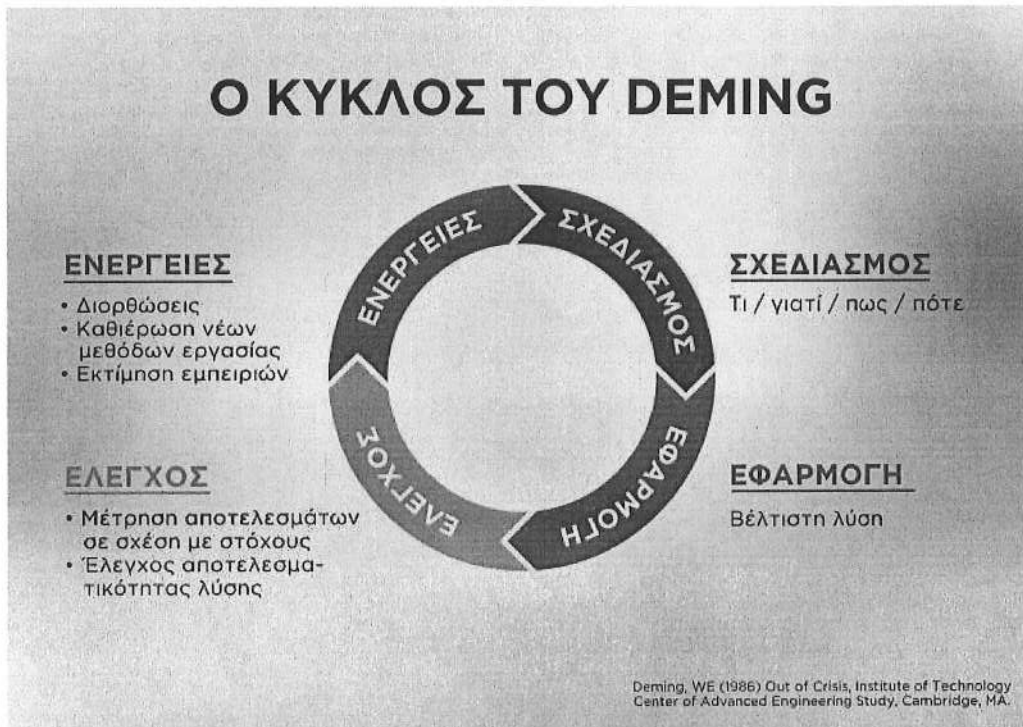 Ο ΚΥΚΛΟΣ ΤΟΥ DEMING
ΕΝΕΡΓΕΙΕΣ
• Διορθώσεις
• Καθιέρωση νέων
μεθόδων εργασίας
• Εκτίμηση εμπειριών
ΕΝΕΡΓΕΙΕΣ
ΣΧΕΔΙΑΣΜΟΣ
ΕΦΑΡΜΟΓΗ
ΕΛΕΓΧΟΣ
ΣΧΕΔΙΑΣΜΟΣ
Τι / γιατί / πως / πότε
ΕΛΕΓΧΟΣ
• Μέτρηση αποτελεσμάτων
σε σχέση με στόχους
• Έλεγχος αποτελεσμα-
τικότητας λύσης
ΕΦΑΡΜΟΓΗ
Βέλτιστη λύση
Deming, WE (1986) Out of Crisis, Institute of Technology
Center of Advanced Engineering Study, Cambridge, MA.